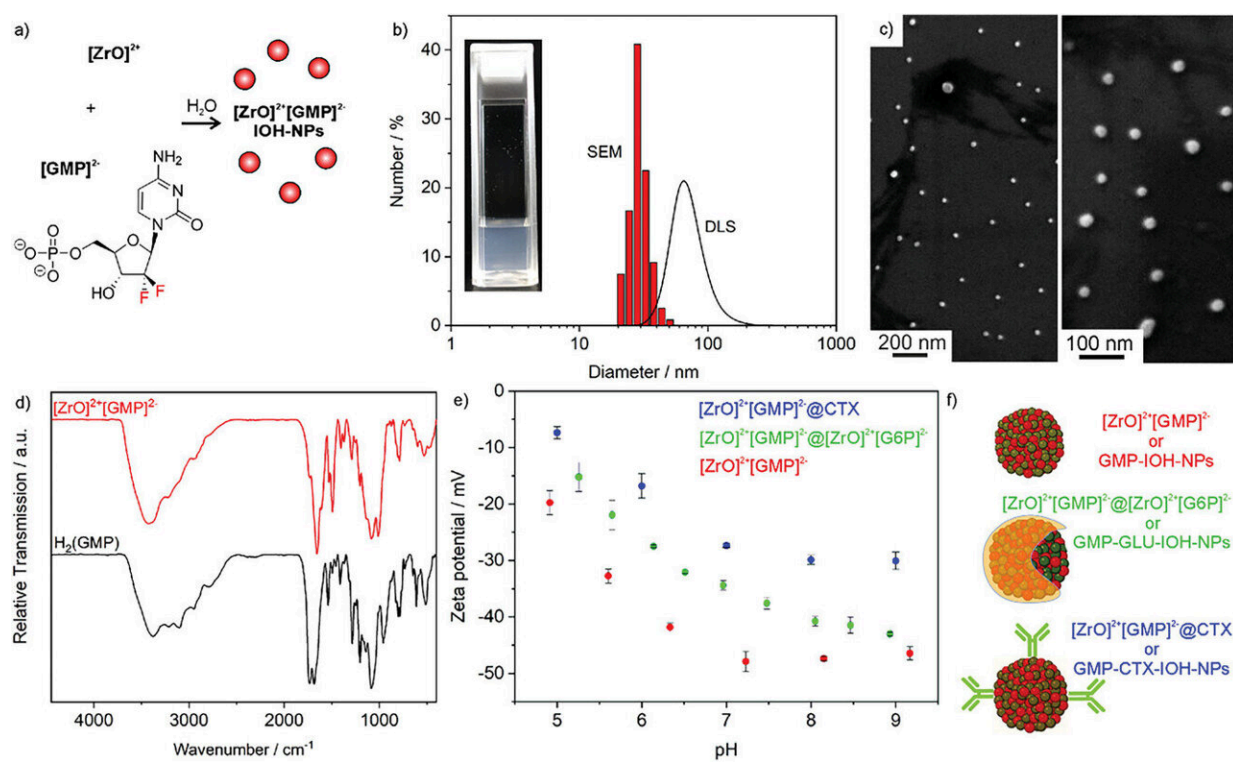 a)
[ZrO]²⁺
+
[GMP]²⁻
H₂O
[ZrO]²⁺[GMP]²⁻
IOH-NPs
NH₂
N
N
O
O
O
P
O
O
O
HO
F
F
b)
Number / %
40
30
20
10
0
SEM
DLS
1
10
100
1000
Diameter / nm
c)
200 nm
100 nm
d)
Relative Transmission / a.u.
[ZrO]²⁺[GMP]²⁻
H₂(GMP)
4000
3000
2000
1000
Wavenumber / cm⁻¹
e)
Zeta potential / mV
0
-10
-20
-30
-40
-50
[ZrO]²⁺[GMP]²⁻@CTX
[ZrO]²⁺[GMP]²⁻@[ZrO]²⁺[G6P]²⁻
[ZrO]²⁺[GMP]²⁻
5
6
7
8
9
pH
f)
[ZrO]²⁺[GMP]²⁻
or
GMP-IOH-NPs
[ZrO]²⁺[GMP]²⁻@[ZrO]²⁺[G6P]²⁻
or
GMP-GLU-IOH-NPs
[ZrO]²⁺[GMP]²⁻@CTX
or
GMP-CTX-IOH-NPs